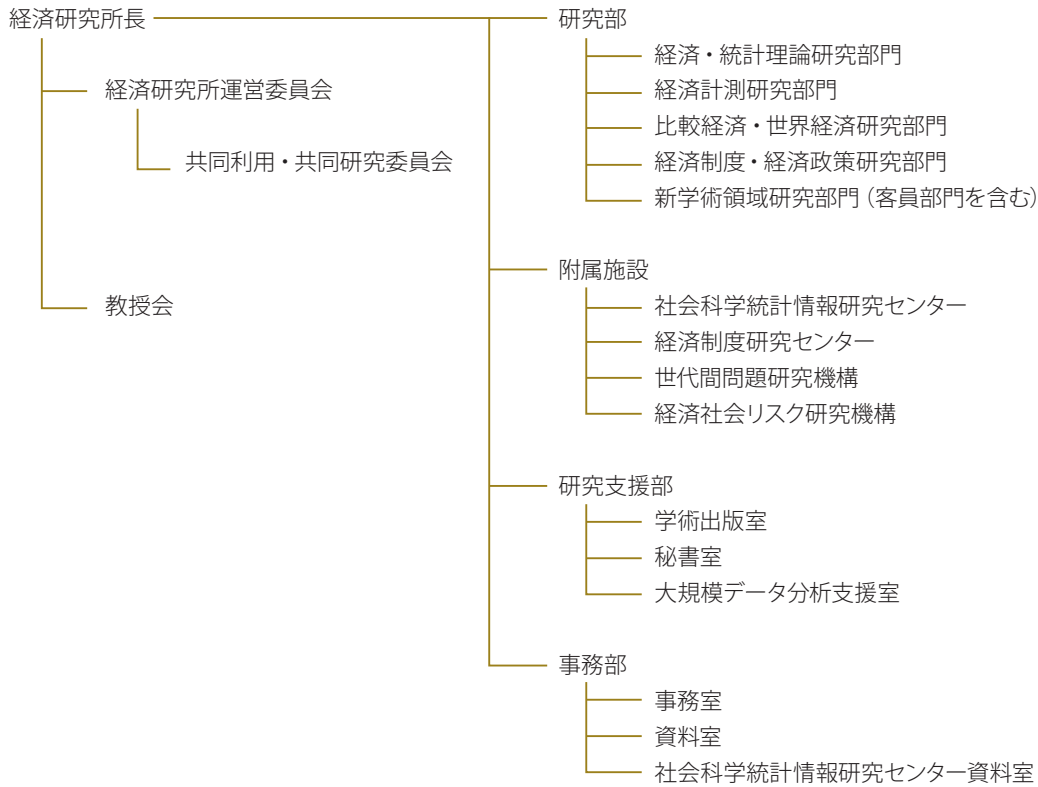 経済研究所長
経済研究所運営委員会
共同利用・共同研究委員会
教授会
研究部
経済・統計理論研究部門
経済計測研究部門
比較経済・世界経済研究部門
経済制度・経済政策研究部門
新学術領域研究部門（客員部門を含む）
附属施設
社会科学統計情報研究センター
経済制度研究センター
世代間問題研究機構
経済社会リスク研究機構
研究支援部
学術出版室
秘書室
大規模データ分析支援室
事務部
事務室
資料室
社会科学統計情報研究センター資料室